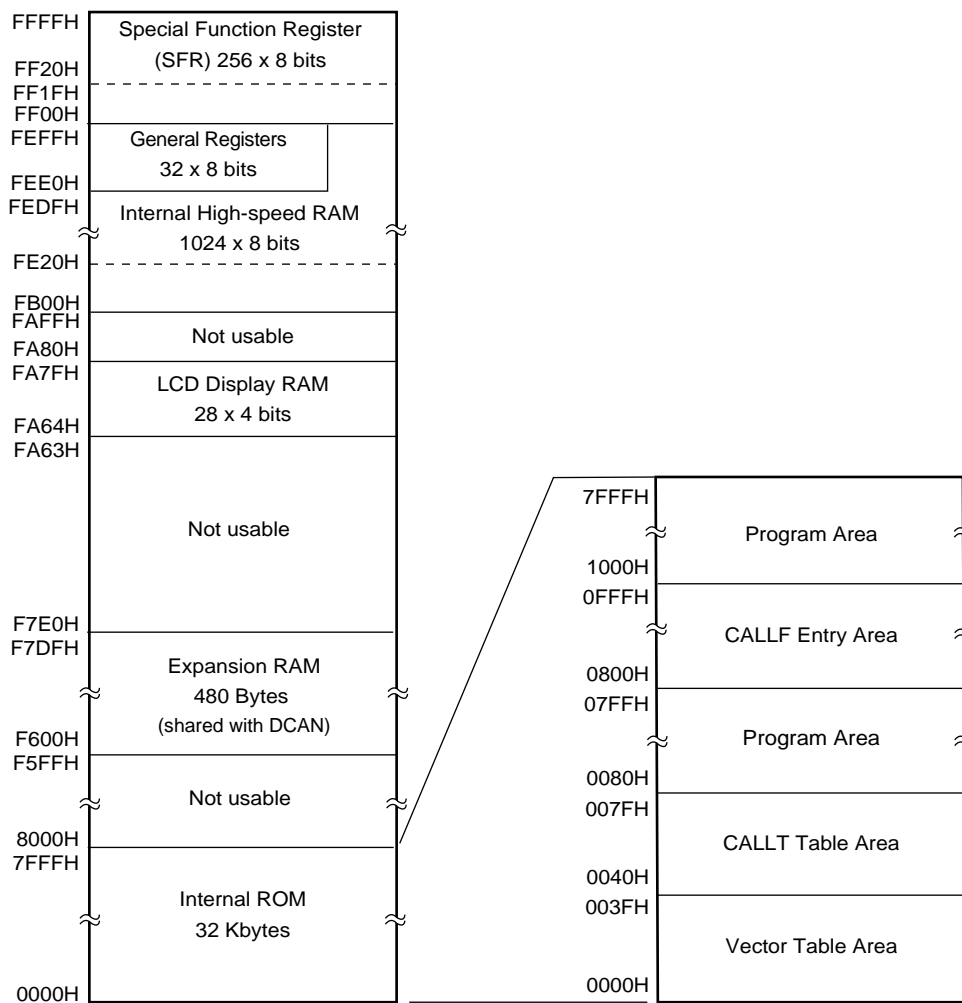 FFFFH
Special Function Register
(SFR) 256 x 8 bits
FF20H
FF1FH
FF00H
FEFFH
General Registers
32 x 8 bits
FEE0H
FEDFH
Internal High-speed RAM
1024 x 8 bits
FE20H
FB00H
FAFFH
Not usable
FA80H
FA7FH
LCD Display RAM
28 x 4 bits
FA64H
FA63H
Not usable
F7E0H
F7DFH
Expansion RAM
480 Bytes
(shared with DCAN)
F600H
F5FFH
Not usable
8000H
7FFFH
Internal ROM
32 Kbytes
0000H
7FFFH
Program Area
1000H
0FFFH
CALLF Entry Area
0800H
07FFH
Program Area
0080H
007FH
CALLT Table Area
0040H
003FH
Vector Table Area
0000H